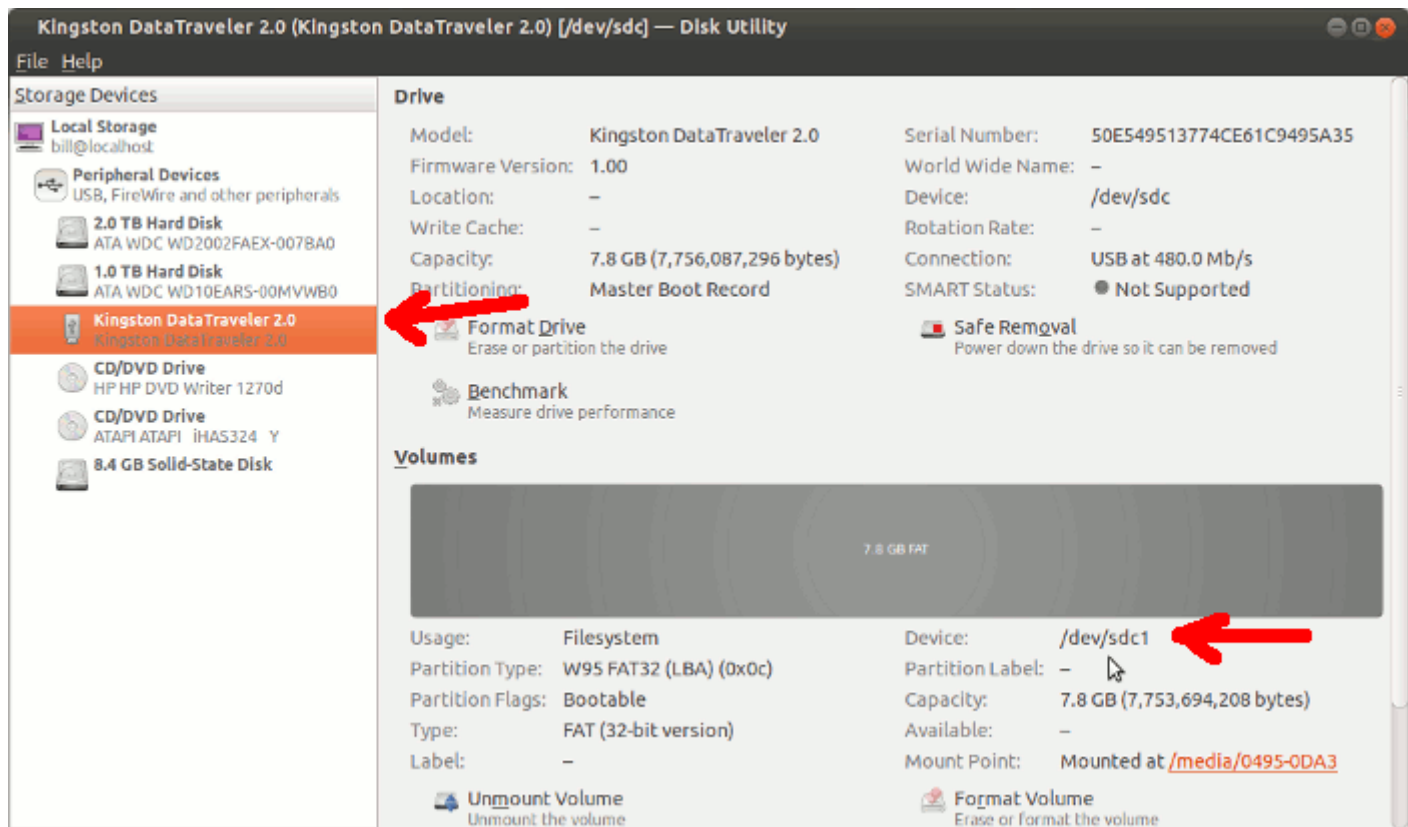 Kingston DataTraveler 2.0 (Kingston DataTraveler 2.0) [/dev/sdc] — Disk Utility
File Help
Storage Devices
Local Storage
bill@localhost
Peripheral Devices
USB, FireWire and other peripherals
2.0 TB Hard Disk
ATA WDC WD2002FAEX-007BA0
1.0 TB Hard Disk
ATA WDC WD10EARS-00MVWB0
Kingston DataTraveler 2.0
Kingston DataTraveler 2.0
CD/DVD Drive
HP HP DVD Writer 1270d
CD/DVD Drive
ATAPI ATAPI iHAS324 Y
8.4 GB Solid-State Disk
Drive
Model: Kingston DataTraveler 2.0 Serial Number: 50E549513774CE61C9495A35
Firmware Version: 1.00 World Wide Name: –
Location: – Device: /dev/sdc
Write Cache: – Rotation Rate: –
Capacity: 7.8 GB (7,756,087,296 bytes) Connection: USB at 480.0 Mb/s
Partitioning: Master Boot Record SMART Status: Not Supported
Format Drive Safe Removal
Erase or partition the drive Power down the drive so it can be removed
Benchmark
Measure drive performance
Volumes
7.8 GB FAT
Usage: Filesystem Device: /dev/sdc1
Partition Type: W95 FAT32 (LBA) (0x0c) Partition Label: –
Partition Flags: Bootable Capacity: 7.8 GB (7,753,694,208 bytes)
Type: FAT (32-bit version) Available: –
Label: – Mount Point: Mounted at /media/0495-0DA3
Unmount Volume Format Volume
Unmount the volume Erase or format the volume